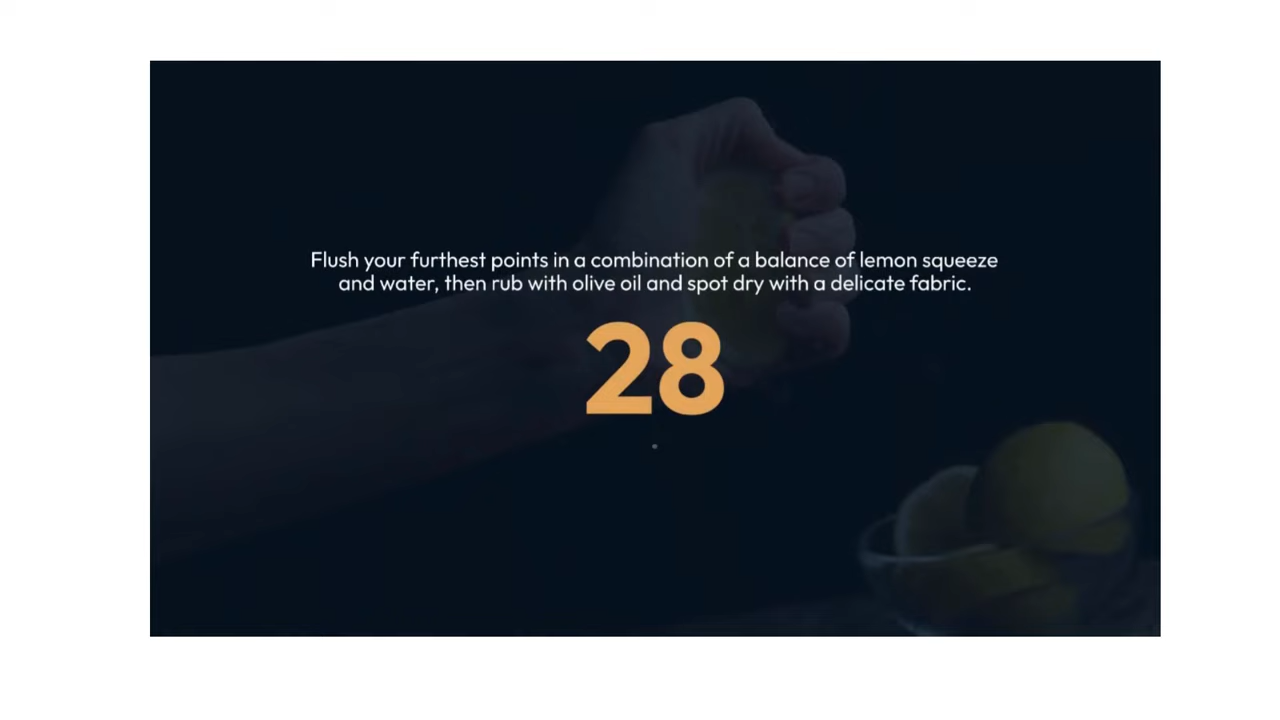 Flush your furthest points in a combination of a balance of lemon squeeze
and water, then rub with olive oil and spot dry with a delicate fabric.
28